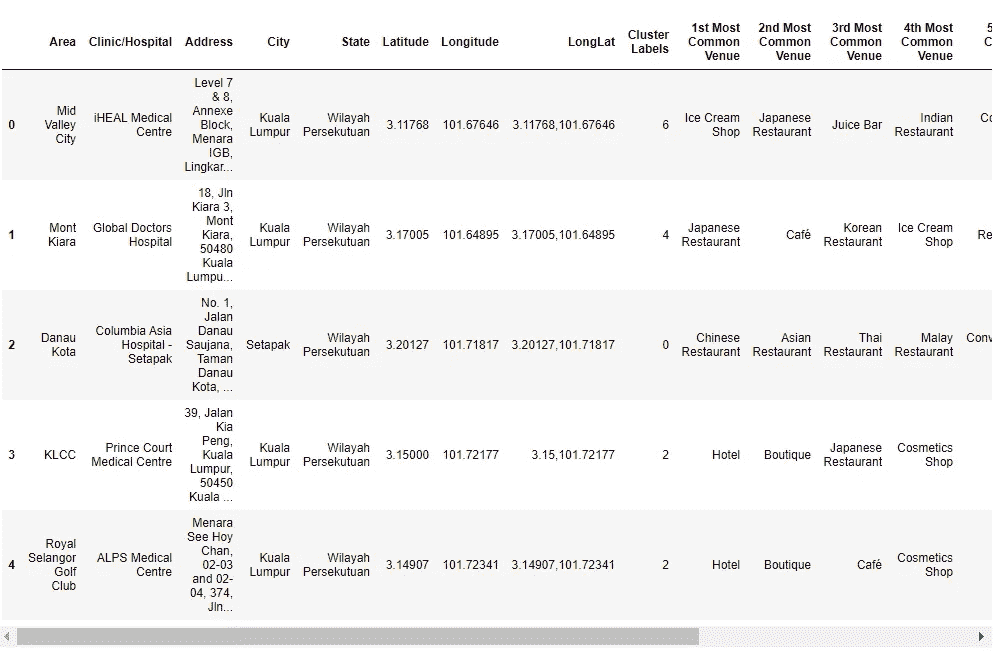 Area
Clinic/Hospital
Address
City
State
Latitude
Longitude
LongLat
Cluster
Labels
1st Most
Common
Venue
2nd Most
Common
Venue
3rd Most
Common
Venue
4th Most
Common
Venue
5
C
0
Mid
Valley
City
iHEAL Medical
Centre
Level 7
& 8,
Annexe
Block,
Menara
IGB,
Lingkar...
Kuala
Lumpur
Wilayah
Persekutuan
3.11768
101.67646
3.11768,101.67646
6
Ice Cream
Shop
Japanese
Restaurant
Juice Bar
Indian
Restaurant
Co
1
Mont
Kiara
Global Doctors
Hospital
18, Jln
Kiara 3,
Mont
Kiara,
50480
Kuala
Lumpu...
Kuala
Lumpur
Wilayah
Persekutuan
3.17005
101.64895
3.17005,101.64895
4
Japanese
Restaurant
Café
Korean
Restaurant
Ice Cream
Shop
Re
2
Danau
Kota
Columbia Asia
Hospital -
Setapak
No. 1,
Jalan
Danau
Saujana,
Taman
Danau
Kota, ...
Setapak
Wilayah
Persekutuan
3.20127
101.71817
3.20127,101.71817
0
Chinese
Restaurant
Asian
Restaurant
Thai
Restaurant
Malay
Restaurant
Conv
3
KLCC
Prince Court
Medical Centre
39, Jalan
Kia
Peng,
Kuala
Lumpur,
50450
Kuala ...
Kuala
Lumpur
Wilayah
Persekutuan
3.15000
101.72177
3.15,101.72177
2
Hotel
Boutique
Japanese
Restaurant
Cosmetics
Shop
4
Royal
Selangor
Golf
Club
ALPS Medical
Centre
Menara
See Hoy
Chan,
02-03
and 02-
04, 374,
Jln...
Kuala
Lumpur
Wilayah
Persekutuan
3.14907
101.72341
3.14907,101.72341
2
Hotel
Boutique
Café
Cosmetics
Shop